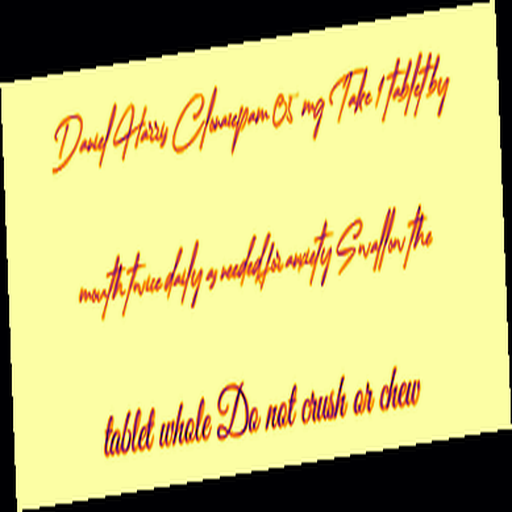 Daniel Harris Clonazepam 0.5 mg Take 1 tablet by
mouth twice daily as needed for anxiety Swallow the
tablet whole Do not crush or chew